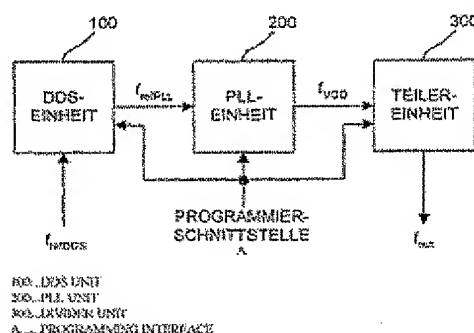 100
200
300
DDS-
EINHEIT
PLL-
EINHEIT
TEILER-
EINHEIT
f_refPLL
f_VCO
PROGRAMMIER-
SCHNITTSTELLE
A
f_refDDS
f_out
100...DDS UNIT
200...PLL UNIT
300...DIVIDER UNIT
A ... PROGRAMMING INTERFACE